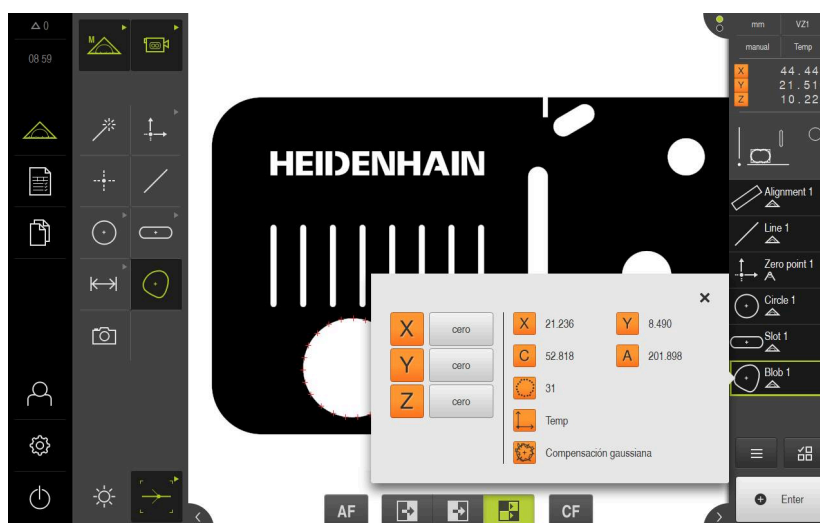 0
08 59
M
mm VZ1
manual Temp
X 44.44
Y 21.51
Z 10.22
HEIDENHAIN
Alignment 1
Line 1
Zero point 1
Circle 1
Slot 1
Blob 1
X cero
Y cero
Z cero
X 21.236 Y 8.490
C 52.818 A 201.898
31
Temp
Compensación gaussiana
AF
CF
Enter